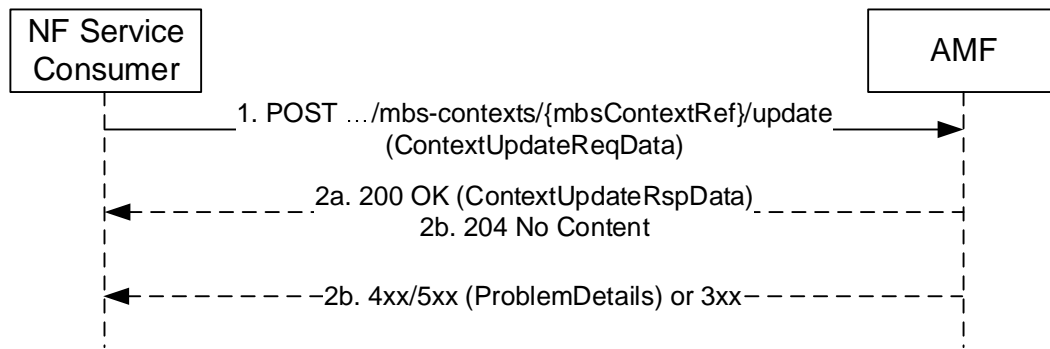 NF Service
Consumer
AMF
1. POST …/mbs-contexts/{mbsContextRef}/update
(ContextUpdateReqData)
2a. 200 OK (ContextUpdateRspData)
2b. 204 No Content
2b. 4xx/5xx (ProblemDetails) or 3xx